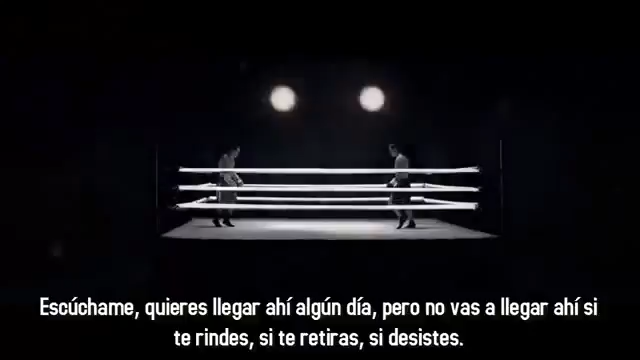 Escúchame, quieres llegar ahí algún día, pero no vas a llegar ahí si
te rindes, si te retiras, si desistes.